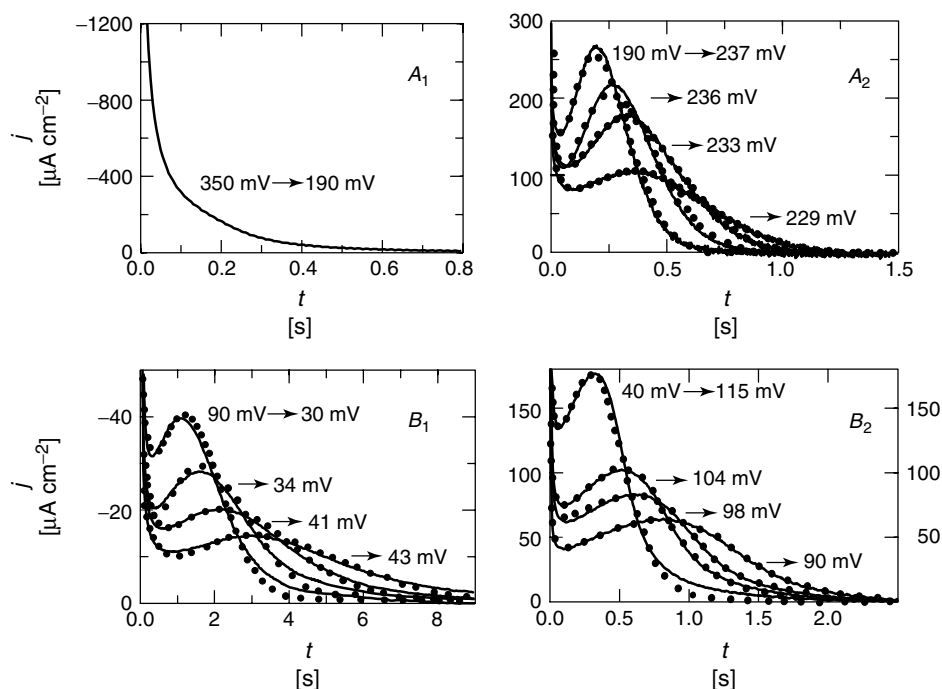 -1200
-800
-400
0
j
[μA cm⁻²]
A₁
350 mV → 190 mV
0.0 0.2 0.4 0.6 0.8
t
[s]
300
200
100
0
190 mV → 237 mV
A₂
→ 236 mV
→ 233 mV
→ 229 mV
0.0 0.5 1.0 1.5
t
[s]
-40
-20
0
j
[μA cm⁻²]
90 mV → 30 mV
B₁
→ 34 mV
→ 41 mV
→ 43 mV
0.0 2 4 6 8
t
[s]
150
100
50
0
40 mV → 115 mV
B₂
→ 104 mV
→ 98 mV
→ 90 mV
150
100
50
0.0 0.5 1.0 1.5 2.0
t
[s]